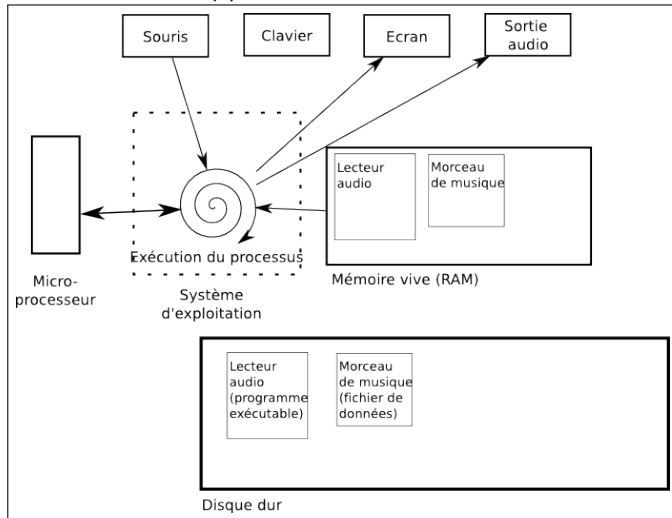 Souris
Clavier
Ecran
Sortie
audio
Lecteur
audio
Morceau
de musique
Exécution du processus
Micro-
processeur
Système
d'exploitation
Mémoire vive (RAM)
Lecteur
audio
(programme
exécutable)
Morceau
de musique
(fichier de
données)
Disque dur